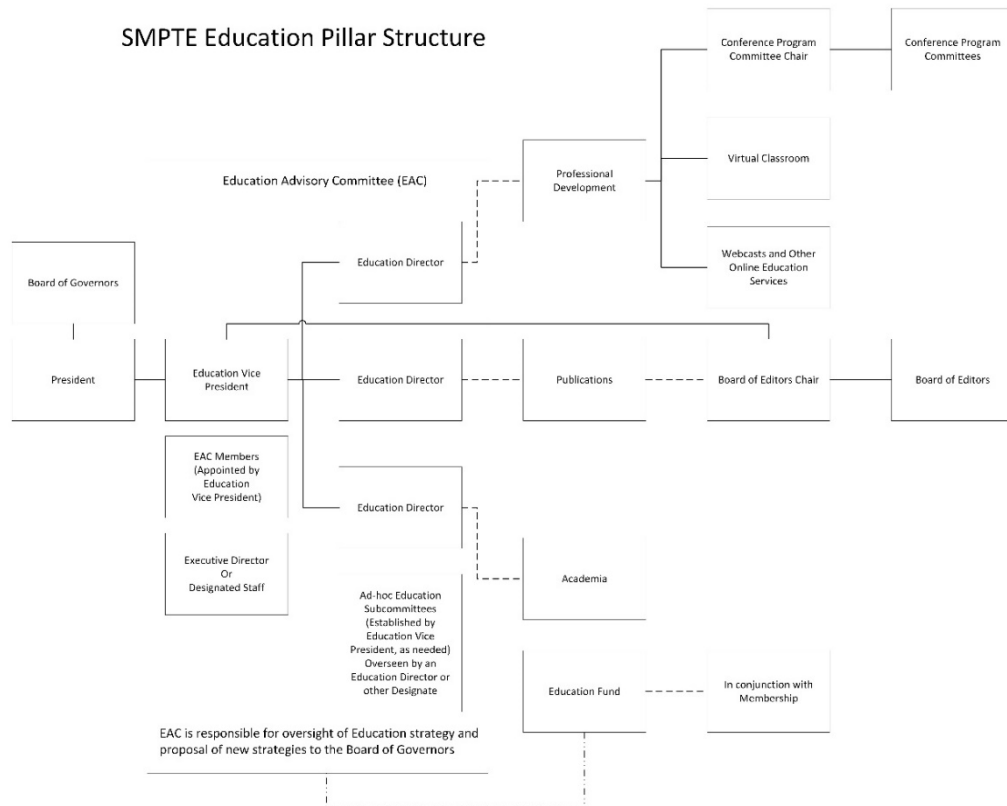 SMPTE Education Pillar Structure
Conference Program
Committee Chair
Conference Program
Committees
Virtual Classroom
Professional
Development
Education Advisory Committee (EAC)
Education Director
Webcasts and Other
Online Education
Services
Board of Governors
President
Education Vice
President
Education Director
Publications
Board of Editors Chair
Board of Editors
EAC Members
(Appointed by
Education
Vice President)
Education Director
Executive Director
Or
Designated Staff
Academia
Ad-hoc Education
Subcommittees
(Established by
Education Vice
President, as needed)
Overseen by an
Education Director or
other Designate
Education Fund
In conjunction with
Membership
EAC is responsible for oversight of Education strategy and
proposal of new strategies to the Board of Governors